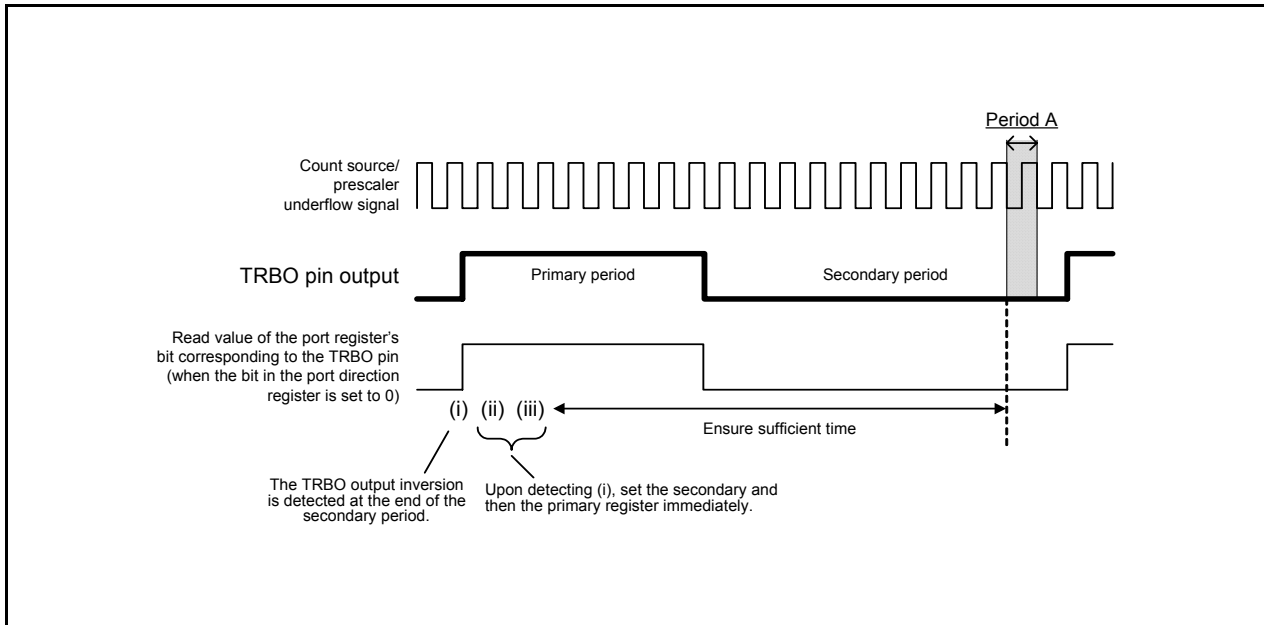 Period A
Count source/
prescaler
underflow signal
TRBO pin output
Primary period
Secondary period
Read value of the port register's
bit corresponding to the TRBO pin
(when the bit in the port direction
register is set to 0)
(i) (ii) (iii)
Ensure sufficient time
The TRBO output inversion
is detected at the end of the
secondary period.
Upon detecting (i), set the secondary and
then the primary register immediately.